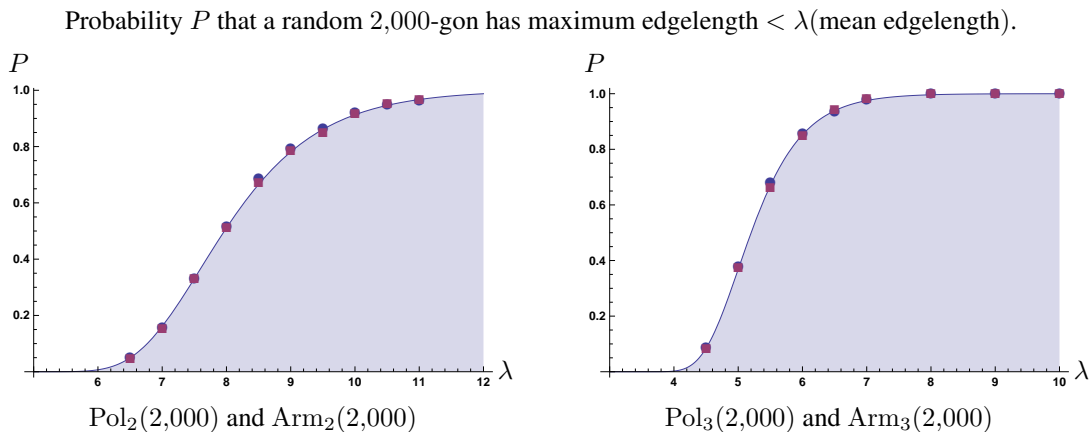 Probability P that a random 2,000-gon has maximum edgelength < λ(mean edgelength).
P
1.0
0.8
0.6
0.4
0.2
6 7 8 9 10 11 12 λ
Pol₂(2,000) and Arm₂(2,000)
P
1.0
0.8
0.6
0.4
0.2
4 5 6 7 8 9 10 λ
Pol₃(2,000) and Arm₃(2,000)